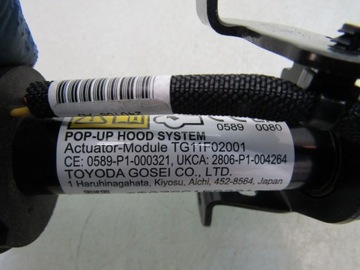 0589 0080
POP-UP HOOD SYSTEM
Actuator-Module TG11F02001
CE: 0589-P1-000321, UKCA: 2806-P1-004264
TOYODA GOSEI CO., LTD.
1 Haruhinagahata, Kiyosu, Aichi, 452-8564, Japan